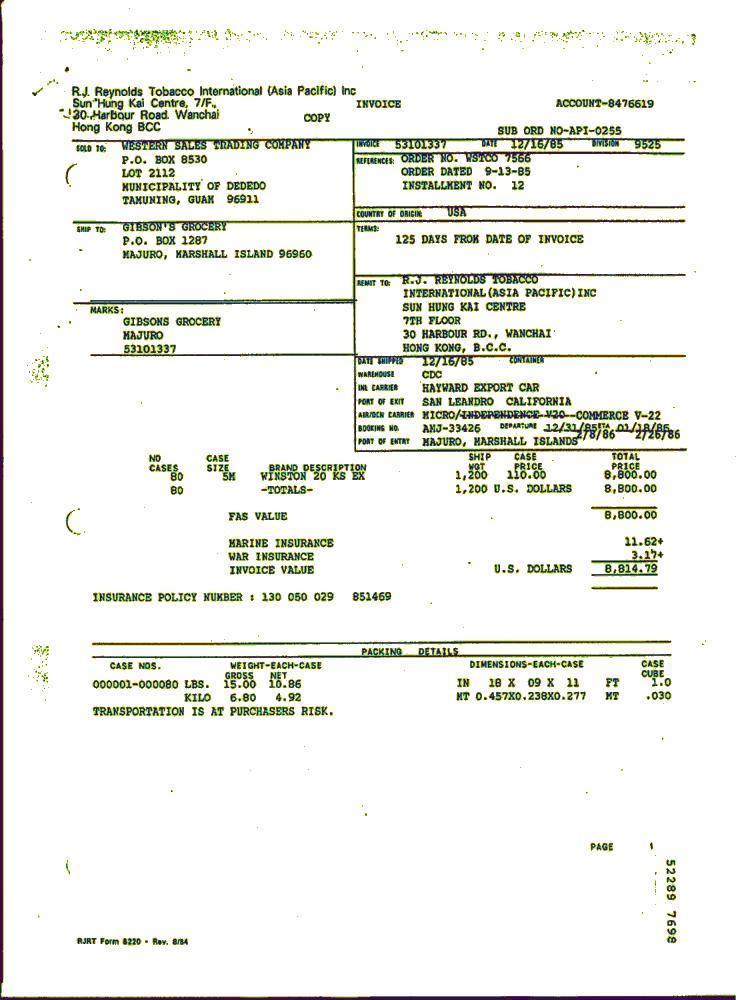 R.J. Reynolds Tobacco International (Asia Pacific) Inc
Sun Hung Kai Centre, 7/F.,
30 Harbour Road, Wanchai
Hong Kong BCC
COPY
INVOICE
ACCOUNT-8476619
SUB ORD NO-API-0255
SOLD TO: WESTERN SALES TRADING COMPANY
P.O. BOX 8530
LOT 2112
MUNICIPALITY OF DEDEDO
TAMUNING, GUAM 96911
INVOICE 53101337 DATE 12/16/85 DIVISION 9525
REFERENCES: ORDER NO. WSTCO 7566
ORDER DATED 9-13-85
INSTALLMENT NO. 12
COUNTRY OF ORIGIN: USA
SHIP TO: GIBSON'S GROCERY
P.O. BOX 1287
MAJURO, MARSHALL ISLAND 96960
TERMS:
125 DAYS FROM DATE OF INVOICE
REMIT TO: R.J. REYNOLDS TOBACCO
INTERNATIONAL(ASIA PACIFIC)INC
SUN HUNG KAI CENTRE
7TH FLOOR
30 HARBOUR RD., WANCHAI
HONG KONG, B.C.C.
MARKS:
GIBSONS GROCERY
MAJURO
53101337
DATE SHIPPED 12/16/85 CONTAINER
WAREHOUSE CDC
INL CARRIER HAYWARD EXPORT CAR
PORT OF EXIT SAN LEANDRO CALIFORNIA
AIR/OCN CARRIER MICRO/INDEPENDENCE V20 COMMERCE V-22
BOOKING NO. AMJ-33426 DEPARTURE 12/31/85 ETA 01/18/86
PORT OF ENTRY MAJURO, MARSHALL ISLANDS 2/8/86 2/26/86
NO CASES CASE SIZE BRAND DESCRIPTION SHIP WGT CASE PRICE TOTAL PRICE
80 5M WINSTON 20 KS EX 1,200 110.00 8,800.00
80 -TOTALS- 1,200 U.S. DOLLARS 8,800.00
FAS VALUE 8,800.00
MARINE INSURANCE 11.62+
WAR INSURANCE 3.17+
INVOICE VALUE U.S. DOLLARS 8,814.79
INSURANCE POLICY NUMBER : 130 050 029 851469
PACKING DETAILS
CASE NOS. WEIGHT-EACH-CASE DIMENSIONS-EACH-CASE CASE
GROSS NET CUBE
000001-000080 LBS. 15.00 10.86 IN 18 X 09 X 11 FT 1.0
KILO 6.80 4.92 MT 0.457X0.238X0.277 MT .030
TRANSPORTATION IS AT PURCHASERS RISK.
PAGE 1
52289 7698
RJRT Form 8220 - Rev. 8/84